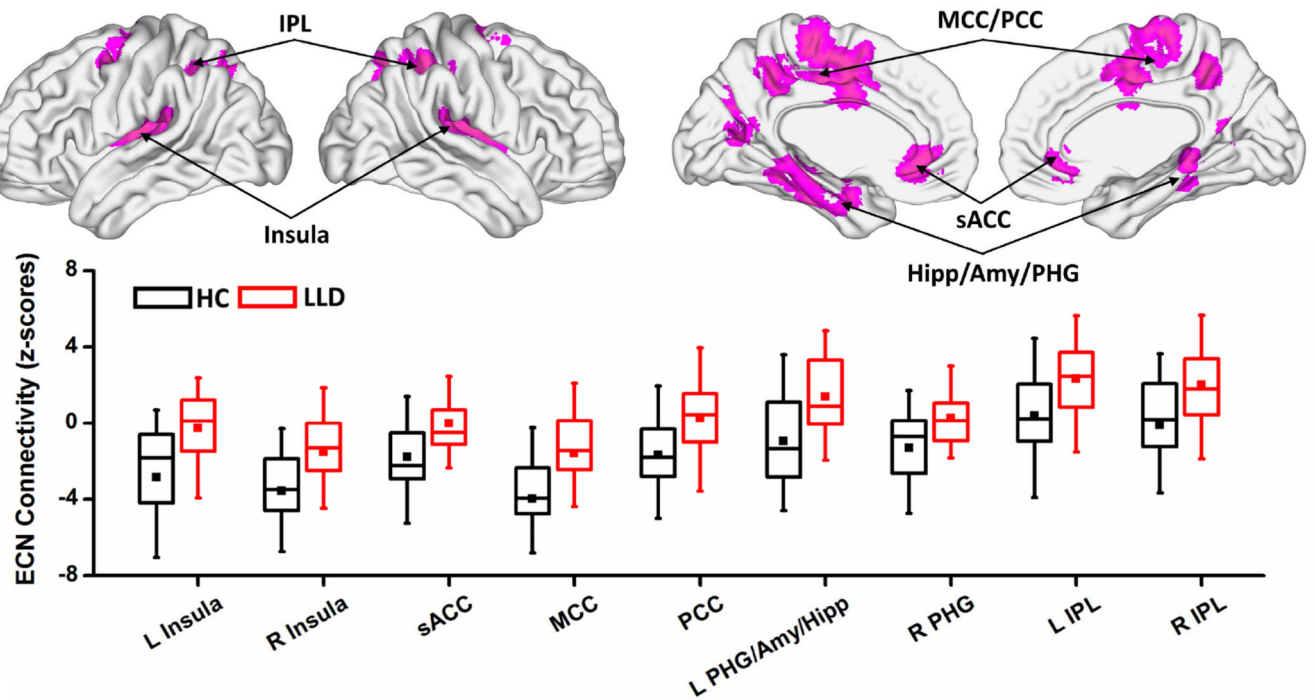 IPL
MCC/PCC
Insula
sACC
Hipp/Amy/PHG
ECN Connectivity (z-scores)
8
4
0
-4
-8
HC
LLD
L Insula
R Insula
sACC
MCC
PCC
L PHG/Amy/Hipp
R PHG
L IPL
R IPL